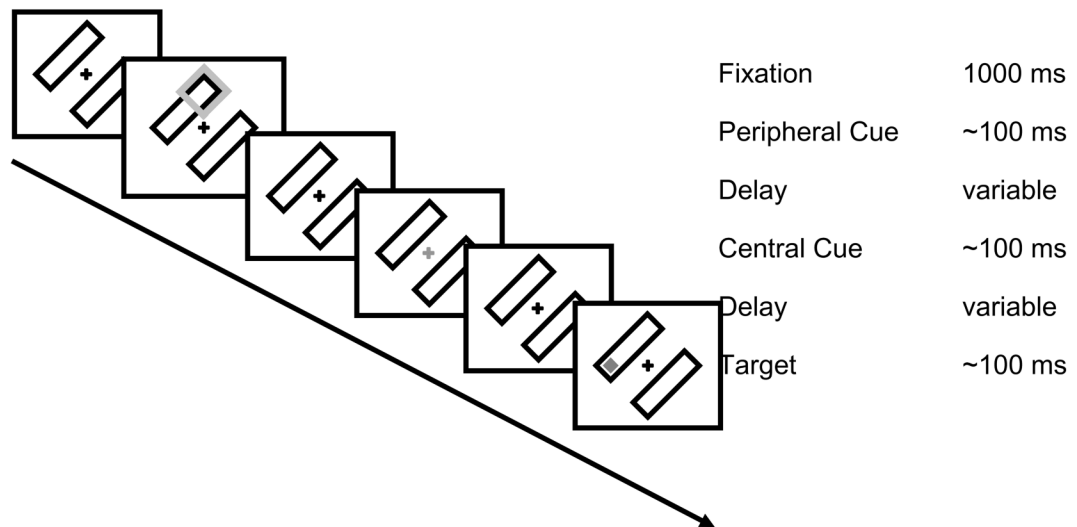 Fixation 1000 ms
Peripheral Cue ~100 ms
Delay variable
Central Cue ~100 ms
Delay variable
Target ~100 ms